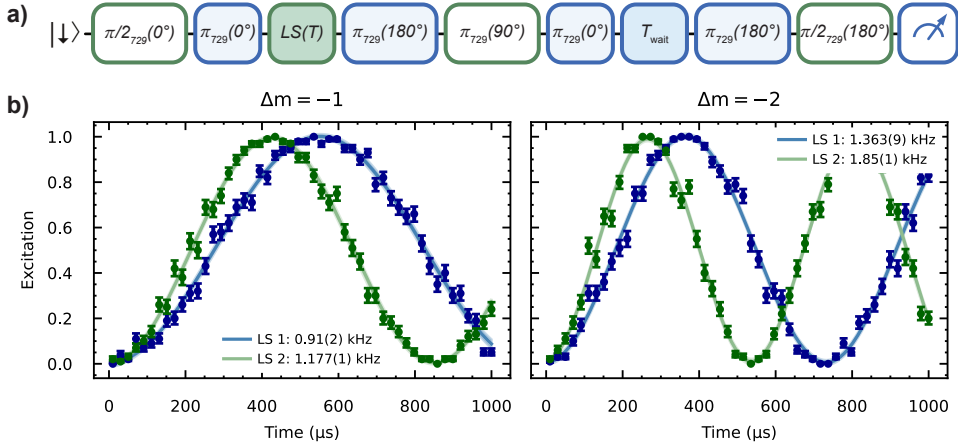 a)
|↓⟩ π/2₇₂₉(0°) π₇₂₉(0°) LS(T) π₇₂₉(180°) π₇₂₉(90°) π₇₂₉(0°) T_wait π₇₂₉(180°) π/2₇₂₉(180°)
b)
Δm = −1
Δm = −2
Excitation
1.0
0.8
0.6
0.4
0.2
0.0
LS 1: 0.91(2) kHz
LS 2: 1.177(1) kHz
LS 1: 1.363(9) kHz
LS 2: 1.85(1) kHz
0 200 400 600 800 1000
0 200 400 600 800 1000
Time (μs)
Time (μs)